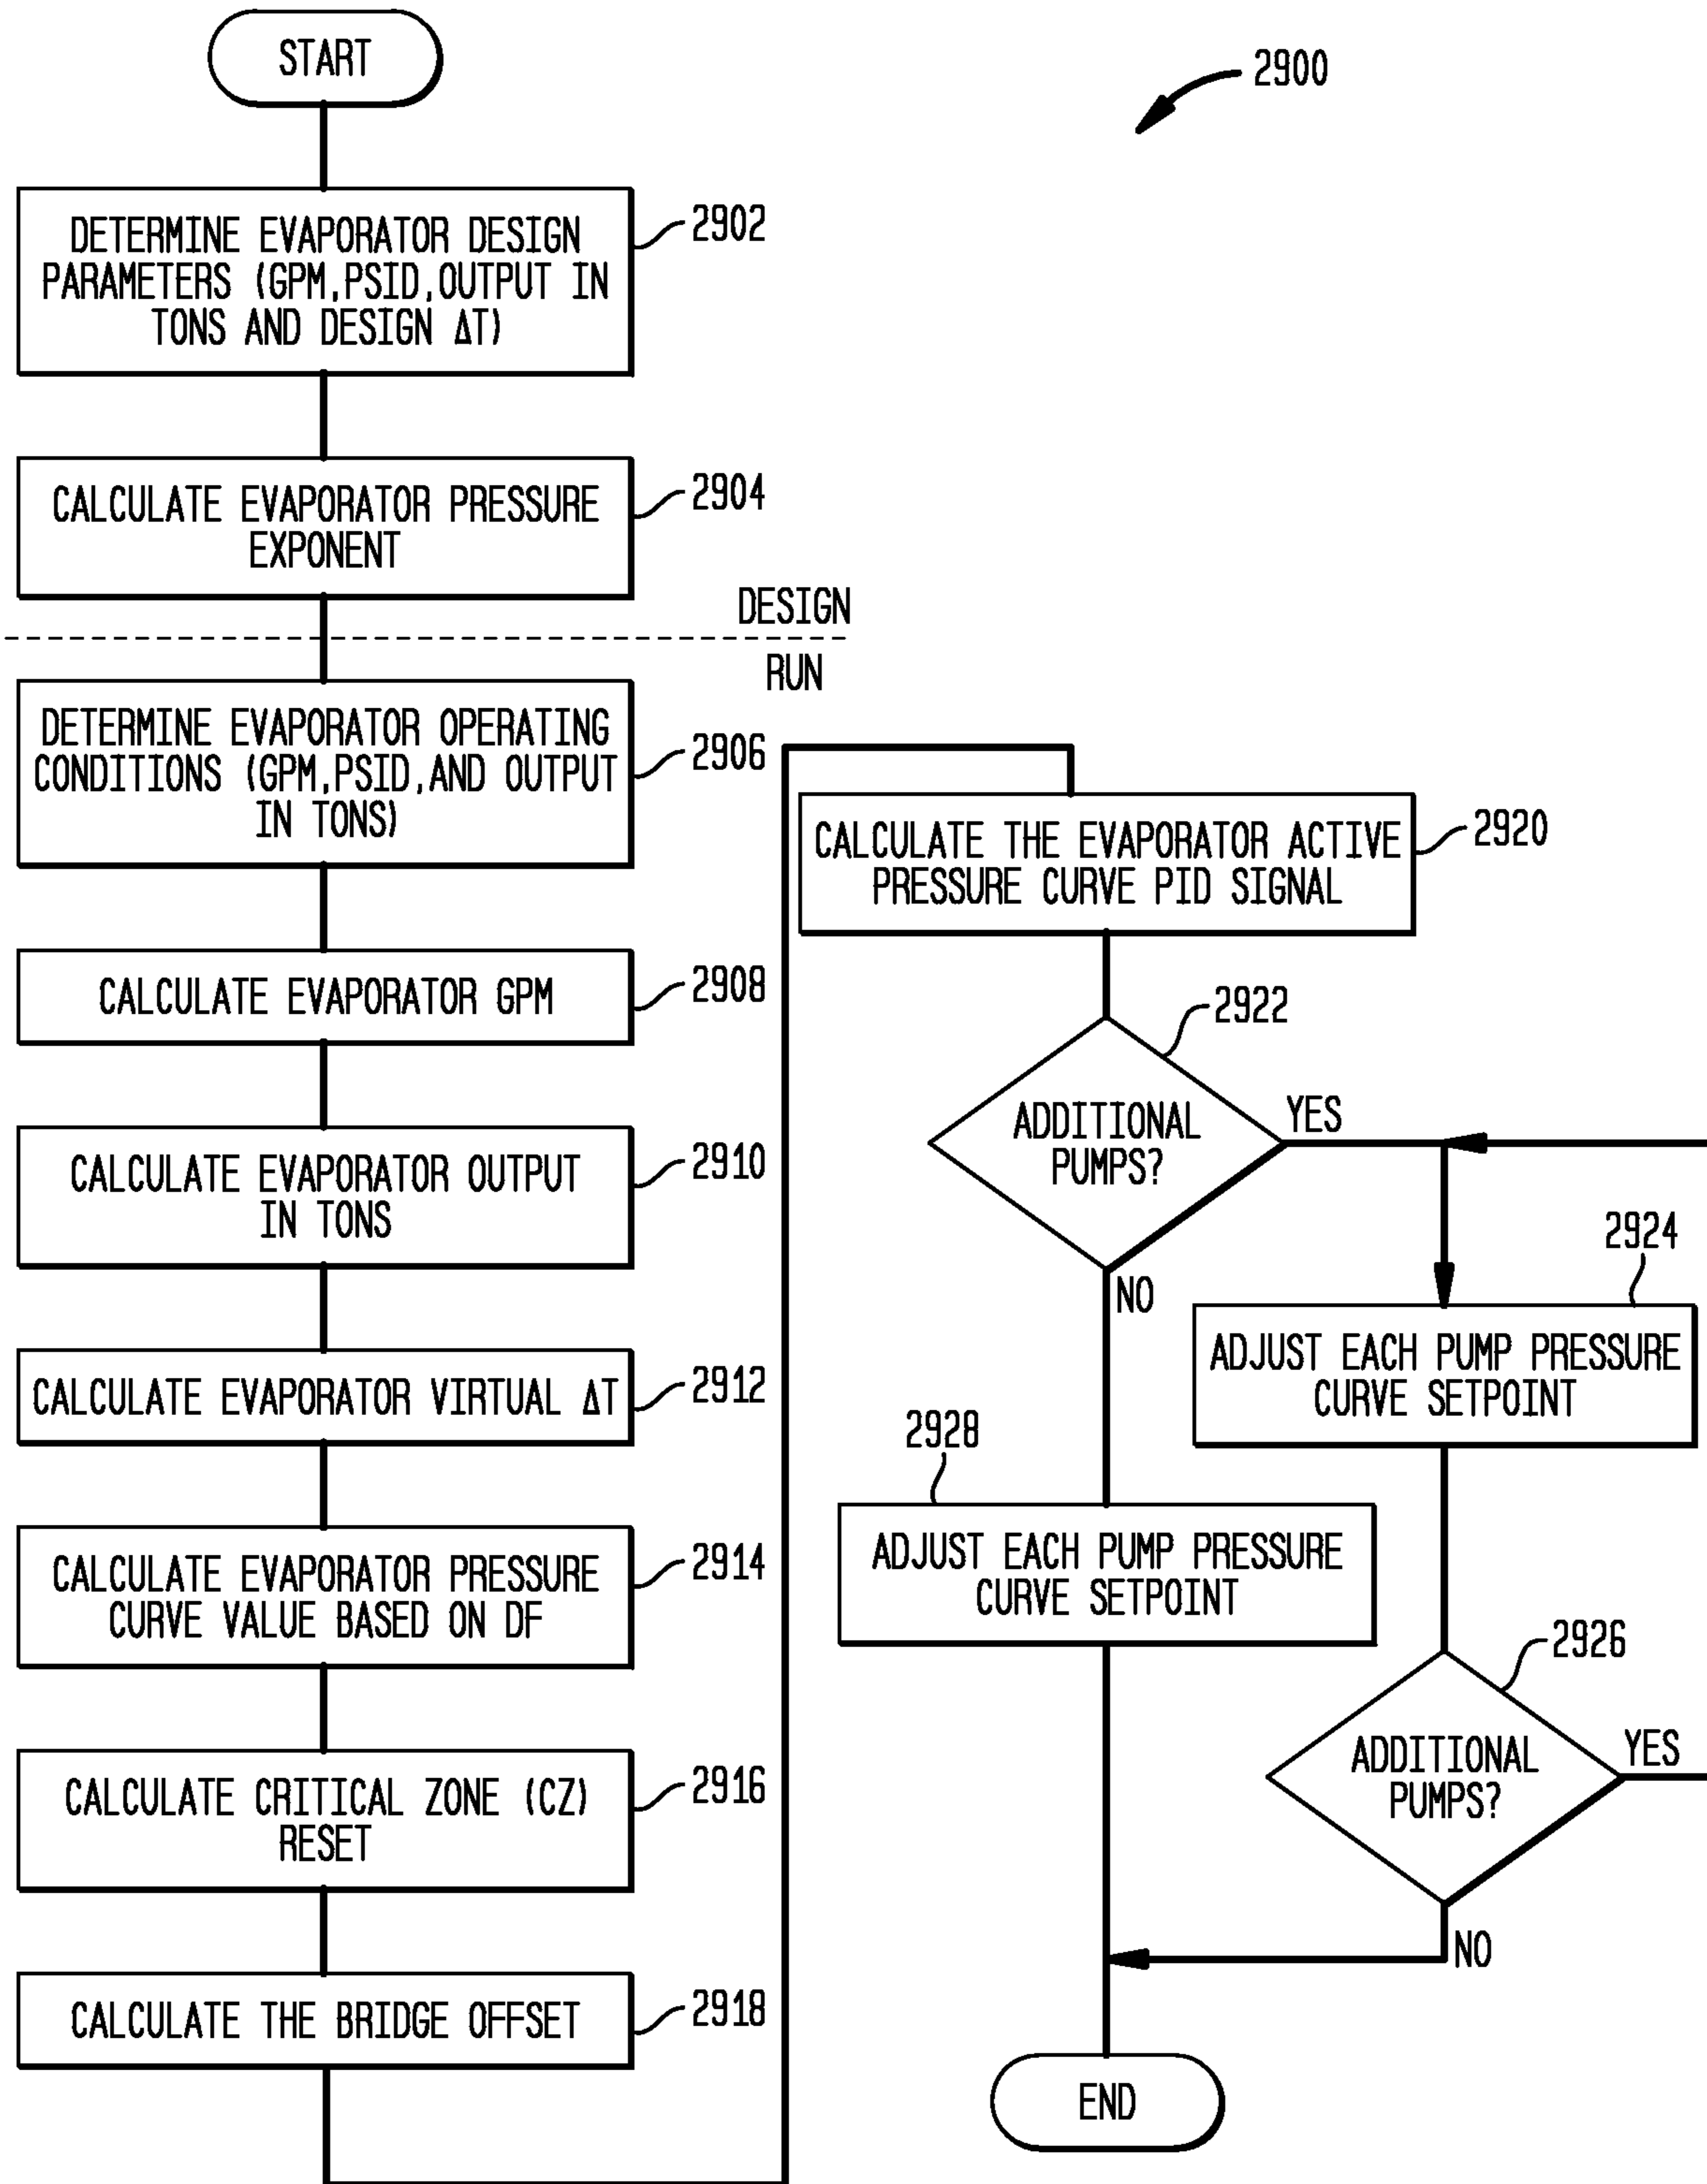 START
2900
DETERMINE EVAPORATOR DESIGN
PARAMETERS (GPM,PSID,OUTPUT IN
TONS AND DESIGN ΔT)
2902
CALCULATE EVAPORATOR PRESSURE
EXPONENT
2904
DESIGN
RUN
DETERMINE EVAPORATOR OPERATING
CONDITIONS (GPM,PSID,AND OUTPUT
IN TONS)
2906
CALCULATE EVAPORATOR GPM
2908
CALCULATE EVAPORATOR OUTPUT
IN TONS
2910
CALCULATE EVAPORATOR VIRTUAL ΔT
2912
CALCULATE EVAPORATOR PRESSURE
CURVE VALUE BASED ON DF
2914
CALCULATE CRITICAL ZONE (CZ)
RESET
2916
CALCULATE THE BRIDGE OFFSET
2918
CALCULATE THE EVAPORATOR ACTIVE
PRESSURE CURVE PID SIGNAL
2920
2922
ADDITIONAL
PUMPS?
YES
NO
2924
ADJUST EACH PUMP PRESSURE
CURVE SETPOINT
2928
ADJUST EACH PUMP PRESSURE
CURVE SETPOINT
2926
ADDITIONAL
PUMPS?
YES
NO
END